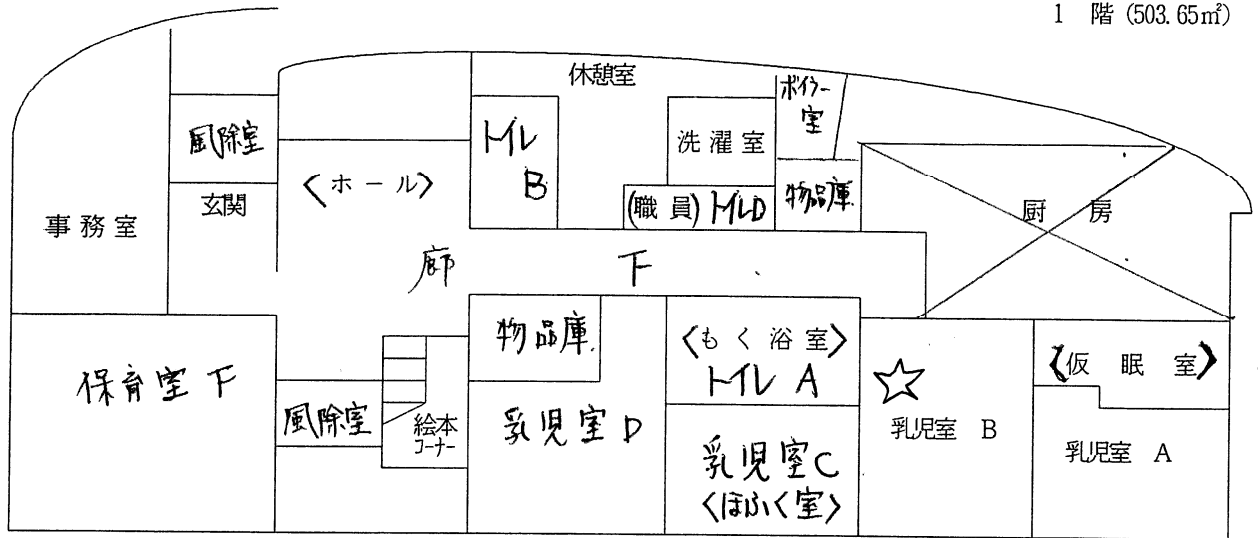 1 階 (503.65㎡)
休憩室
ボイラー
室
風除室
トイレ
B
洗濯室
〈ホール〉
玄関
(職員) トイレD
物品庫
厨房
事務室
廊下
物品庫
〈もく浴室〉
トイレ A
〈仮眠室〉
保育室 下
風除室
絵本
コーナー
乳児室 D
乳児室 B
乳児室C
〈ほふく室〉
乳児室 A